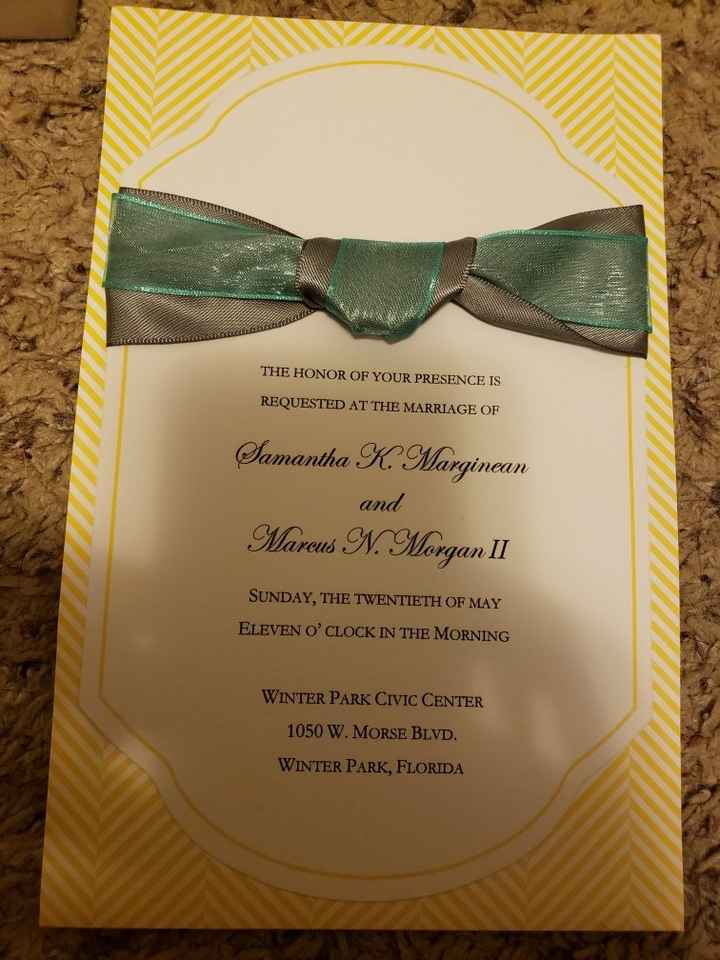 THE HONOR OF YOUR PRESENCE IS
REQUESTED AT THE MARRIAGE OF
Samantha K. Marginean
and
Marcus N. Morgan II
SUNDAY, THE TWENTIETH OF MAY
ELEVEN O' CLOCK IN THE MORNING
WINTER PARK CIVIC CENTER
1050 W. MORSE BLVD.
WINTER PARK, FLORIDA